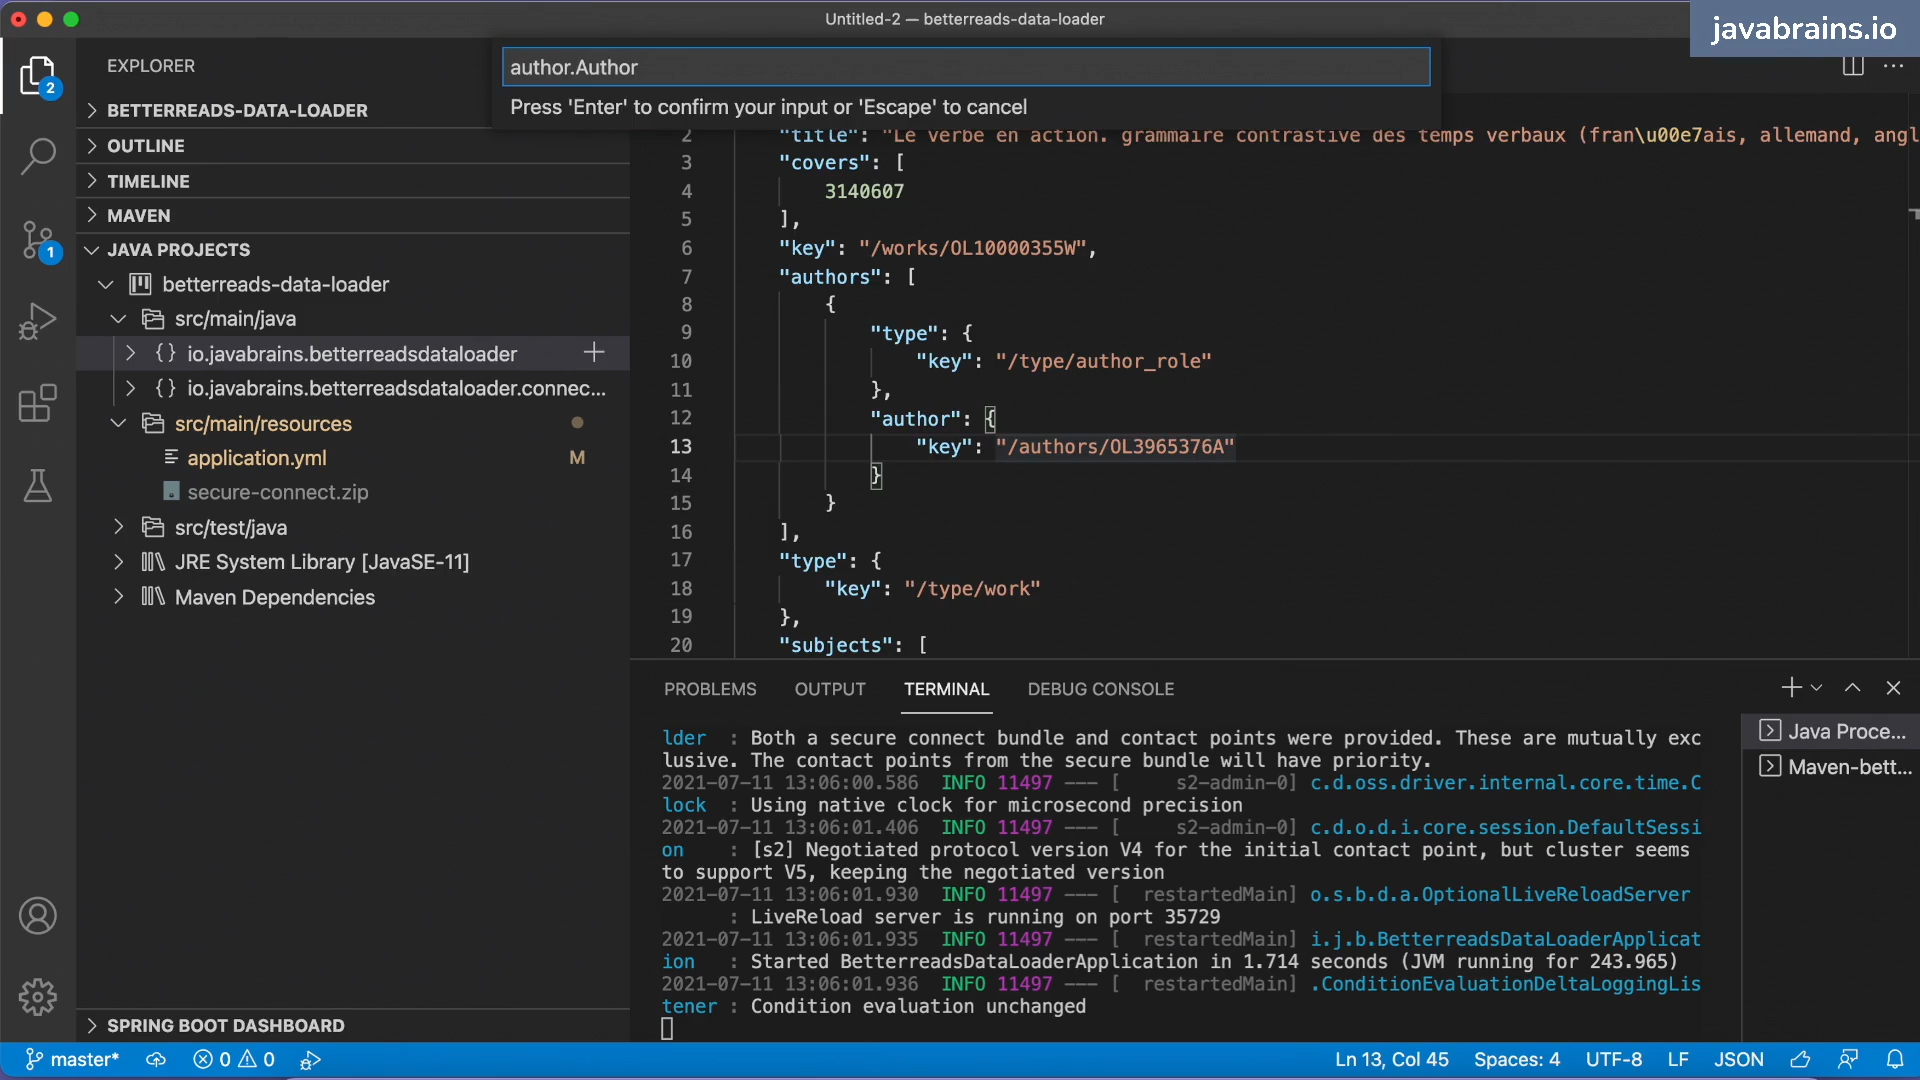 Untitled-2 — betterreads-data-loader
javabrains.io
2
EXPLORER
author.Author
Press 'Enter' to confirm your input or 'Escape' to cancel
BETTERREADS-DATA-LOADER
OUTLINE
TIMELINE
MAVEN
JAVA PROJECTS
betterreads-data-loader
src/main/java
io.javabrains.betterreadsdataloader
io.javabrains.betterreadsdataloader.connec...
src/main/resources
application.yml M
secure-connect.zip
src/test/java
JRE System Library [JavaSE-11]
Maven Dependencies
SPRING BOOT DASHBOARD
1
2 "title": "Le verbe en action. grammaire contrastive des temps verbaux (fran\u00e7ais, allemand, angl
3 "covers": [
4 3140607
5 ],
6 "key": "/works/OL10000355W",
7 "authors": [
8 {
9 "type": {
10 "key": "/type/author_role"
11 },
12 "author": {
13 "key": "/authors/OL3965376A"
14 }
15 }
16 ],
17 "type": {
18 "key": "/type/work"
19 },
20 "subjects": [
PROBLEMS OUTPUT TERMINAL DEBUG CONSOLE
lder : Both a secure connect bundle and contact points were provided. These are mutually exc
lusive. The contact points from the secure bundle will have priority.
2021-07-11 13:06:00.586 INFO 11497 --- [ s2-admin-0] c.d.oss.driver.internal.core.time.C
lock : Using native clock for microsecond precision
2021-07-11 13:06:01.406 INFO 11497 --- [ s2-admin-0] c.d.o.d.i.core.session.DefaultSessi
on : [s2] Negotiated protocol version V4 for the initial contact point, but cluster seems
to support V5, keeping the negotiated version
2021-07-11 13:06:01.930 INFO 11497 --- [ restartedMain] o.s.b.d.a.OptionalLiveReloadServer
: LiveReload server is running on port 35729
2021-07-11 13:06:01.935 INFO 11497 --- [ restartedMain] i.j.b.BetterreadsDataLoaderApplicat
ion : Started BetterreadsDataLoaderApplication in 1.714 seconds (JVM running for 243.965)
2021-07-11 13:06:01.936 INFO 11497 --- [ restartedMain] .ConditionEvaluationDeltaLoggingLis
tener : Condition evaluation unchanged
Java Proce...
Maven-bett...
master* 0 0 Ln 13, Col 45 Spaces: 4 UTF-8 LF JSON